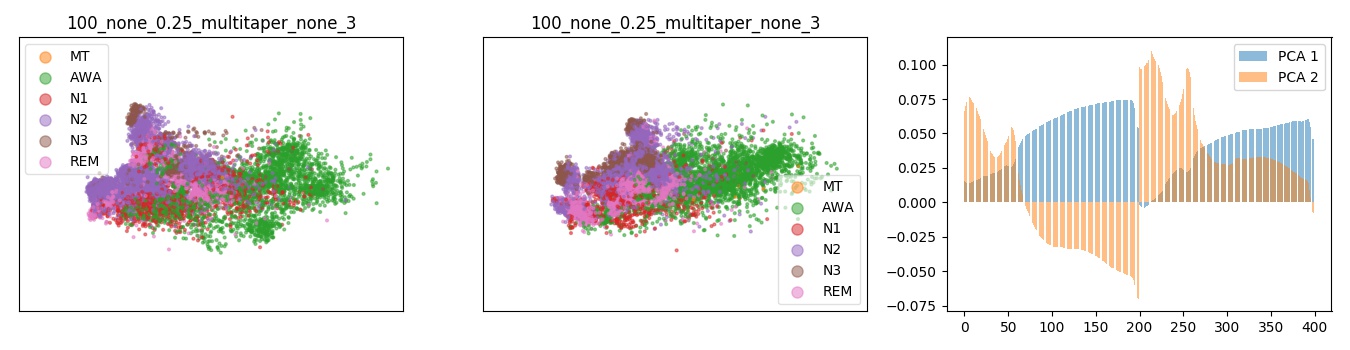 100_none_0.25_multitaper_none_3
MT
AWA
N1
N2
N3
REM
100_none_0.25_multitaper_none_3
MT
AWA
N1
N2
N3
REM
PCA 1
PCA 2
0.100
0.075
0.050
0.025
0.000
−0.025
−0.050
−0.075
0 50 100 150 200 250 300 350 400